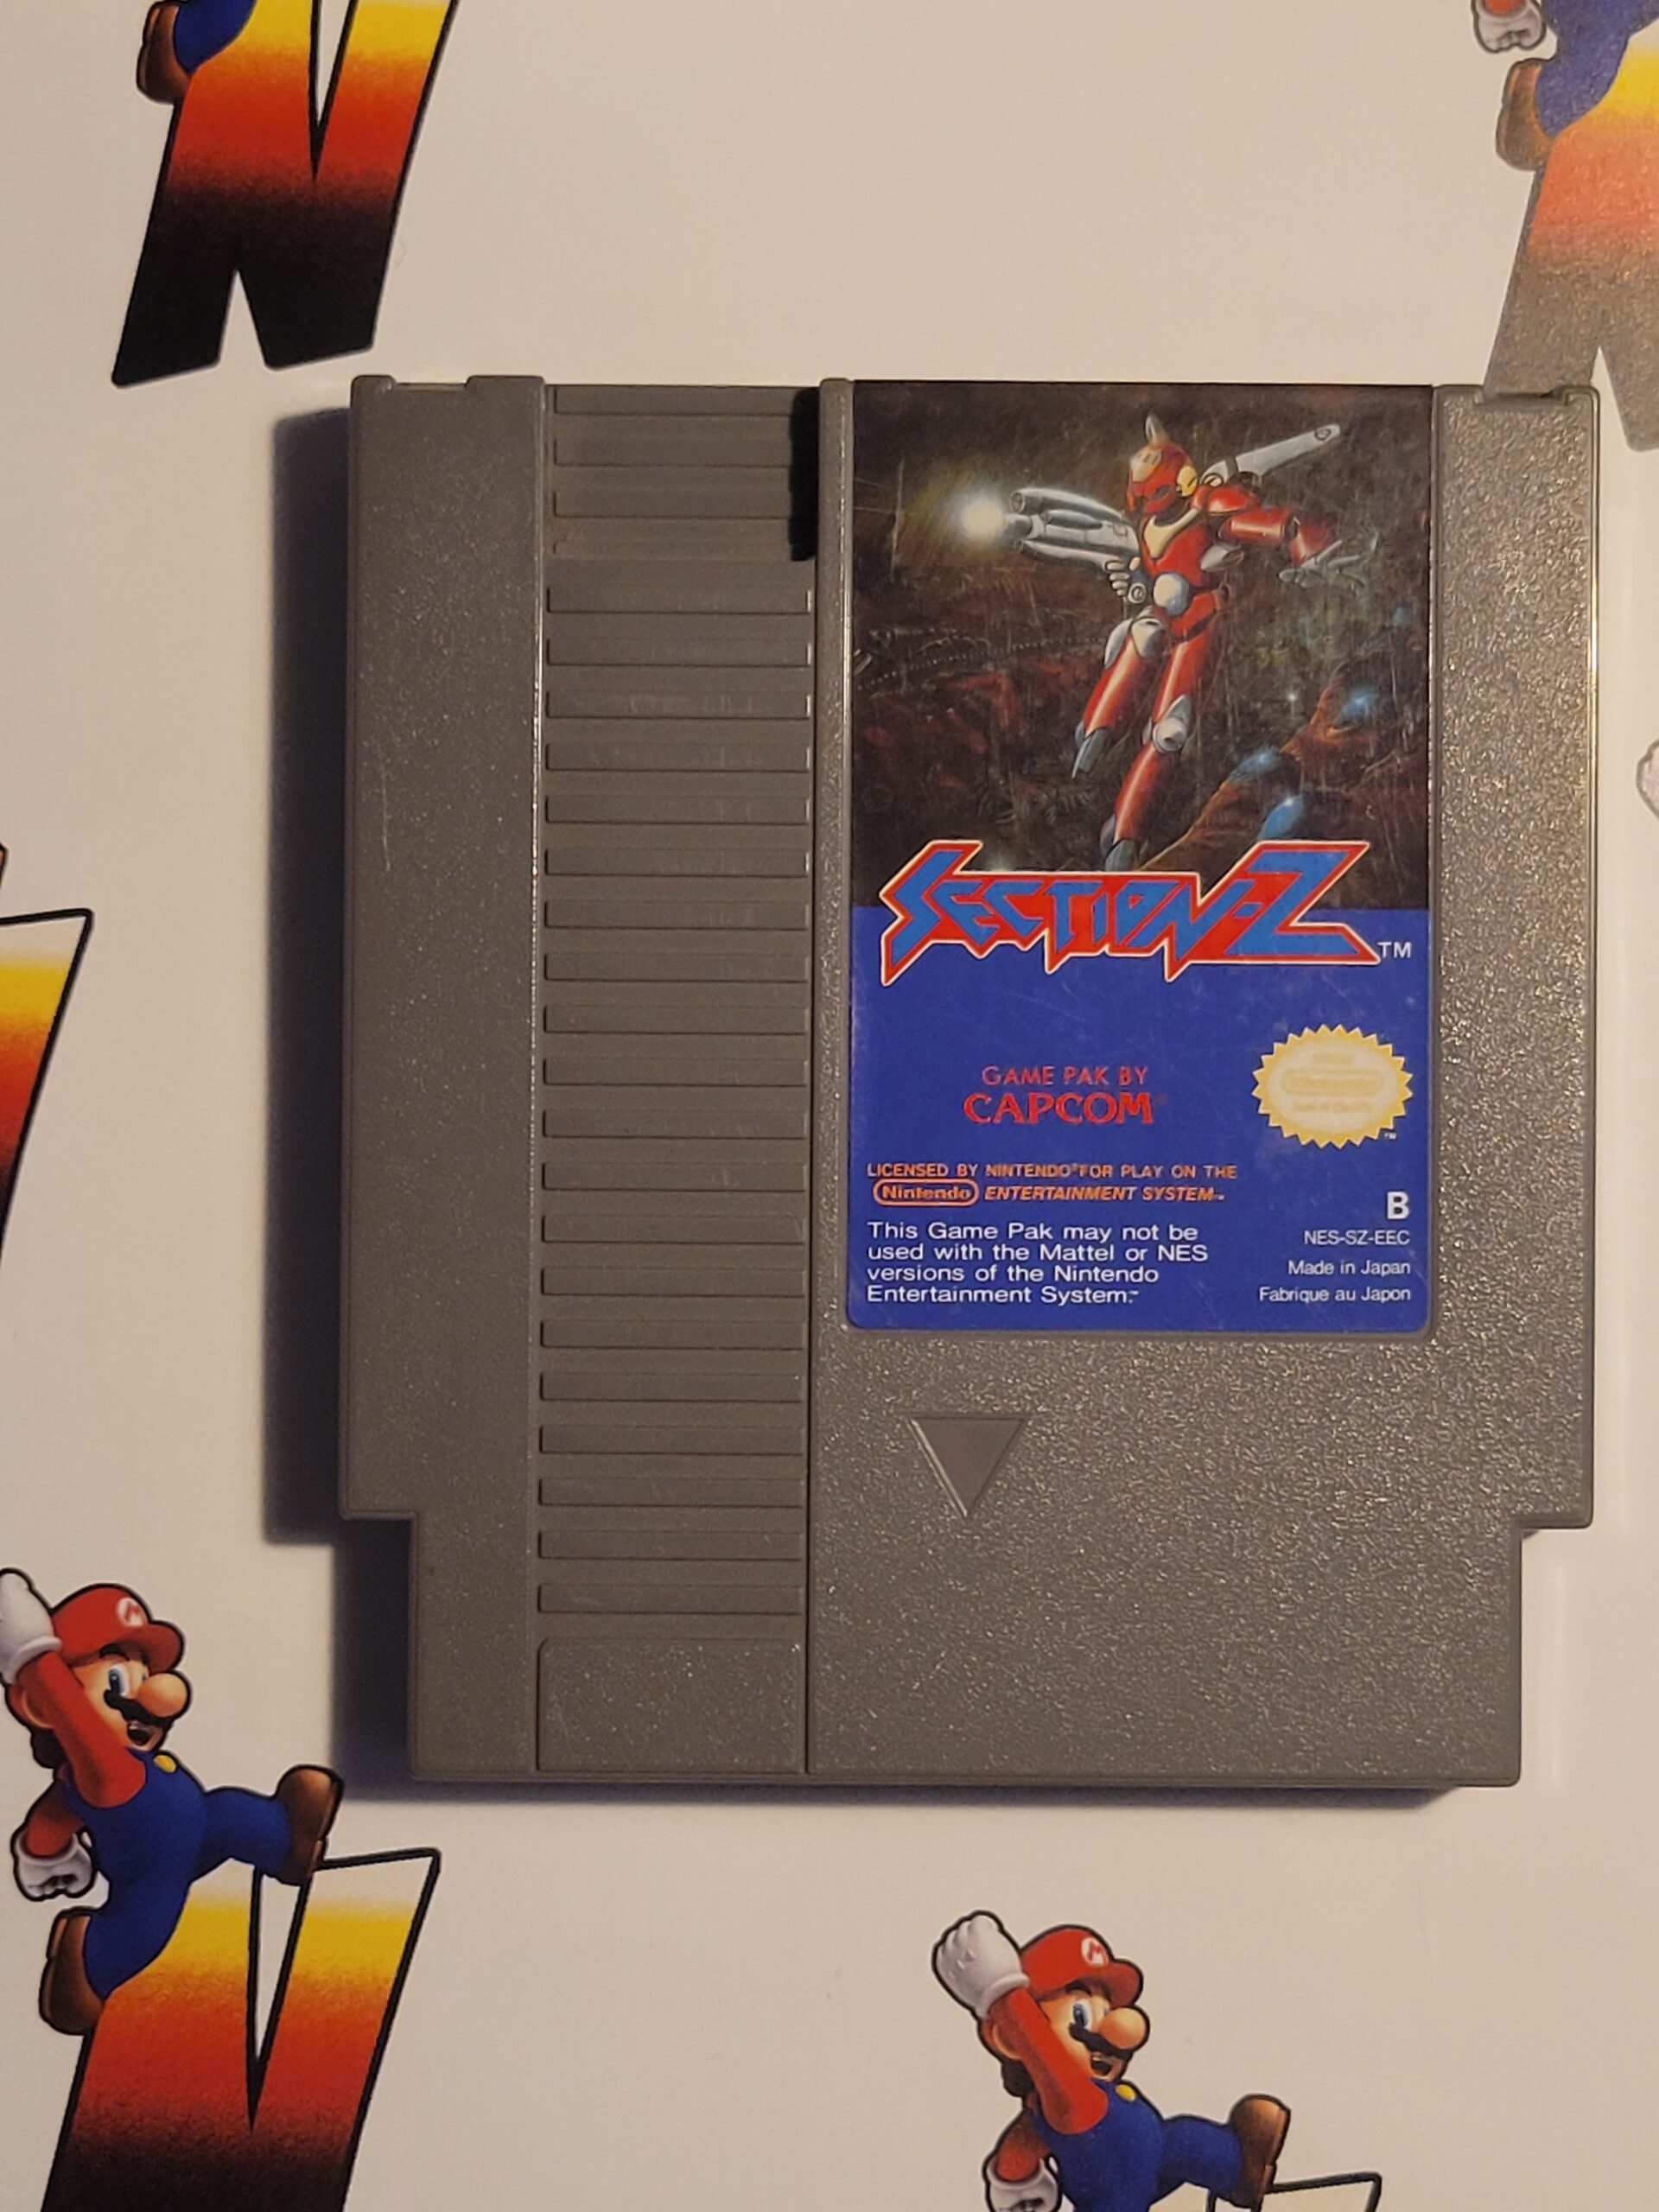 SECTION-Z TM
GAME PAK BY
CAPCOM
LICENSED BY NINTENDO® FOR PLAY ON THE
Nintendo ENTERTAINMENT SYSTEM™
B
This Game Pak may not be
used with the Mattel or NES
versions of the Nintendo
Entertainment System.™
NES-SZ-EEC
Made in Japan
Fabrique au Japon
M
M